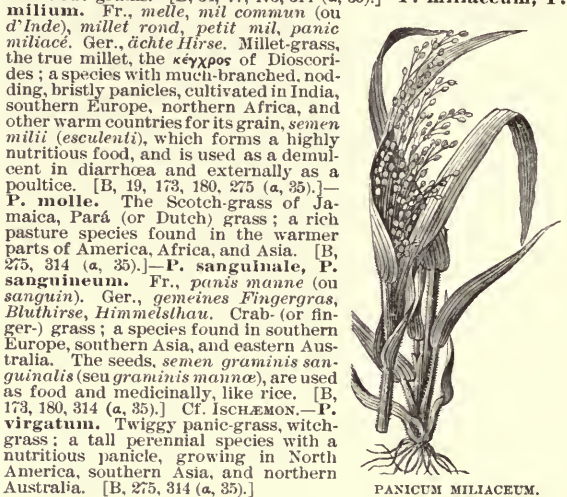 P. miliaceum, P.
milium. Fr., melle, mil commun (ou
d'Inde), millet rond, petit mil, panic
miliacé. Ger., ächte Hirse. Millet-grass,
the true millet, the κέγχρος of Dioscori-
des ; a species with much-branched, nod-
ding, bristly panicles, cultivated in India,
southern Europe, northern Africa, and
other warm countries for its grain, semen
milii (esculenti), which forms a highly
nutritious food, and is used as a demul-
cent in diarrhœa and externally as a
poultice. [B, 19, 173, 180, 275 (a, 35).]—
P. molle. The Scotch-grass of Ja-
maica, Pará (or Dutch) grass ; a rich
pasture species found in the warmer
parts of America, Africa, and Asia. [B,
275, 314 (a, 35).]—P. sanguinale, P.
sanguineum. Fr., panis manne (ou
sanguin). Ger., gemeines Fingergras,
Bluthirse, Himmelsthau. Crab- (or fin-
ger-) grass ; a species found in southern
Europe, southern Asia, and eastern Aus-
tralia. The seeds, semen graminis san-
guinalis (seu graminis mannæ), are used
as food and medicinally, like rice. [B,
173, 180, 314 (a, 35).] Cf. ISCHÆMON.—P.
virgatum. Twiggy panic-grass, witch-
grass ; a tall perennial species with a
nutritious panicle, growing in North
America, southern Asia, and northern
Australia. [B, 275, 314 (a, 35).]
PANICUM MILIACEUM.